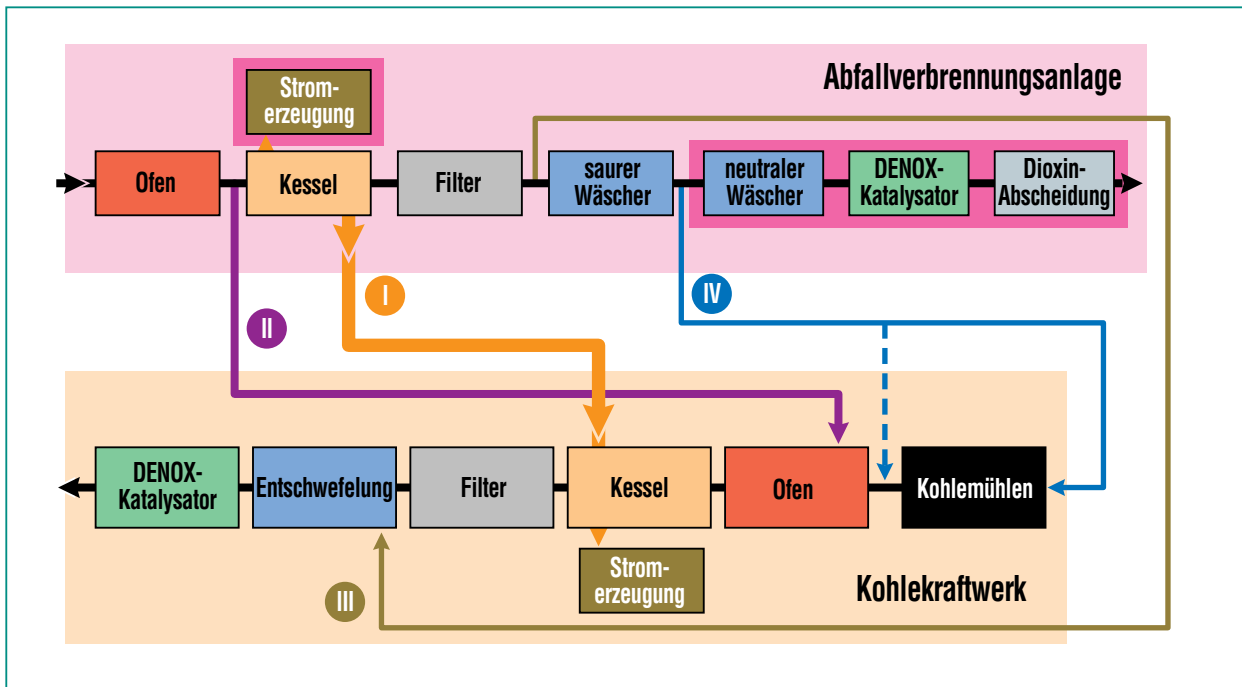 Abfallverbrennungsanlage
Strom-
erzeugung
Ofen
Kessel
Filter
saurer
Wäscher
neutraler
Wäscher
DENOX-
Katalysator
Dioxin-
Abscheidung
I
II
IV
DENOX-
Katalysator
Entschwefelung
Filter
Kessel
Ofen
Kohlemühlen
Strom-
erzeugung
III
Kohlekraftwerk